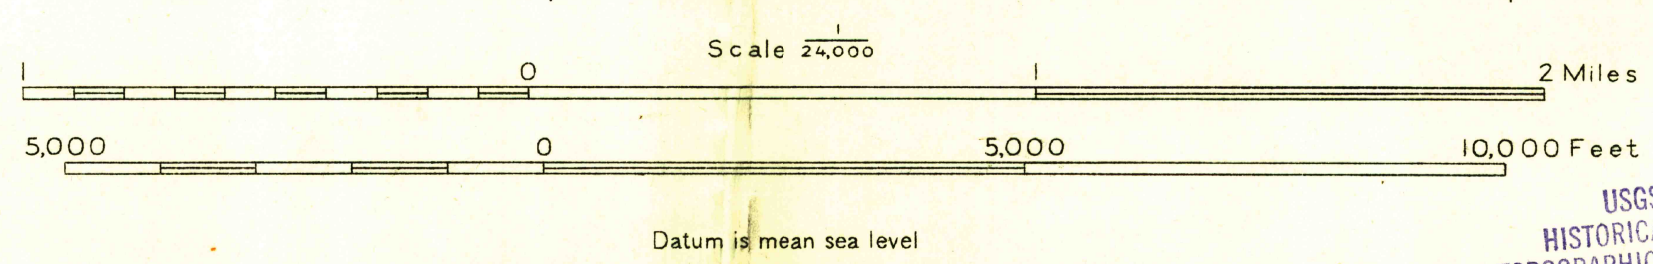 Scale 1/24,000
1 0 1 2 Miles
5,000 0 5,000 10,000 Feet
Datum is mean sea level
USGS
HISTORICA